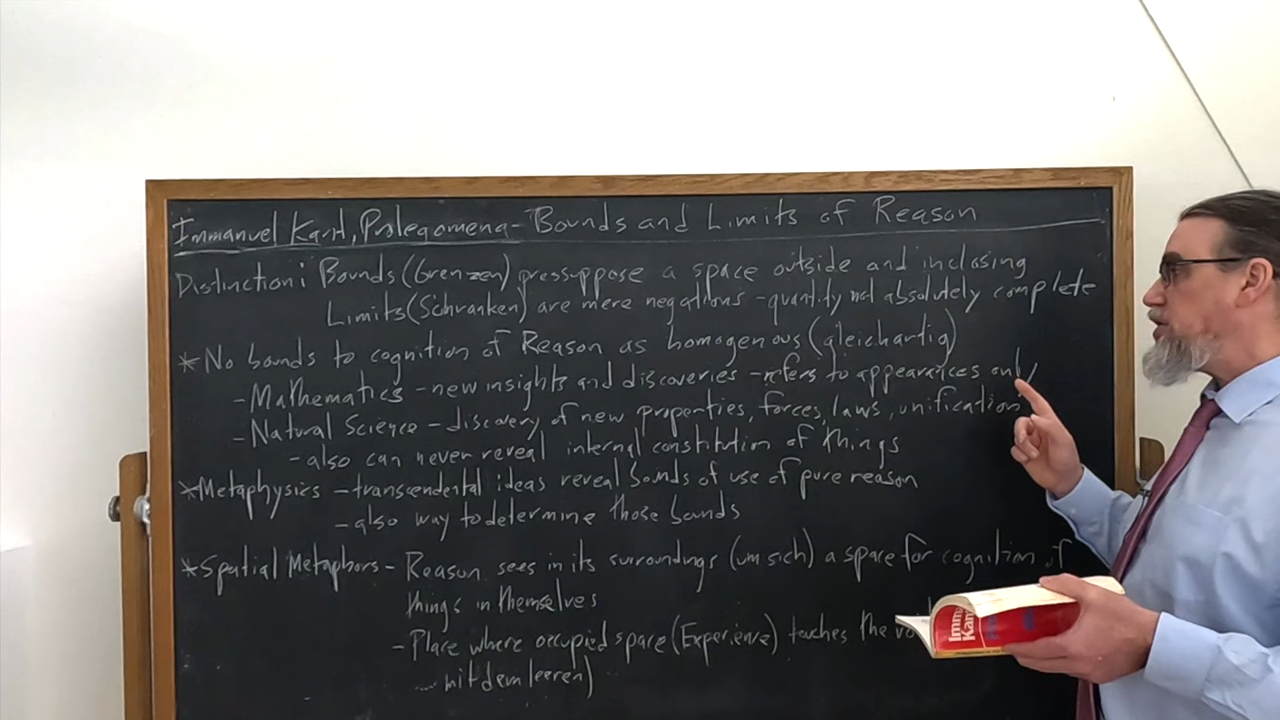 Immanuel Kant, Prolegomena - Bounds and Limits of Reason
Distinction: Bounds (Grenzen) pressuppose a space outside and inclosing
Limits (Schranken) are mere negations - quantity not absolutely complete
* No bounds to cognition of Reason as homogenous (gleichartig)
- Mathematics - new insights and discoveries - refers to appearances only
- Natural Science - discovery of new properties, forces, laws, unification
- also can never reveal internal constitution of things
* Metaphysics - transcendental ideas reveal bounds of use of pure reason
- also way to determine those bounds
* Spatial Metaphors - Reason sees in its surroundings (um sich) a space for cognition of
things in themselves
- Place where occupied space (Experience) touches the
... mit dem leeren)
Imm
Kan